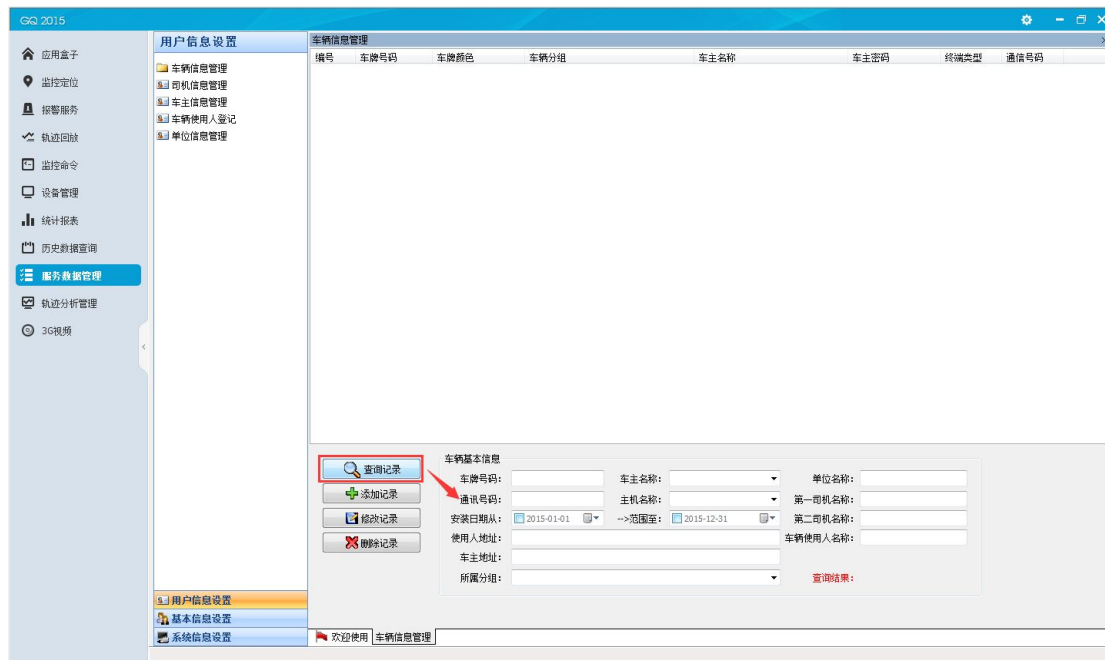 GQ 2015
应用盒子
监控定位
报警服务
轨迹回放
监控命令
设备管理
统计报表
历史数据查询
服务数据管理
轨迹分析管理
3G视频
用户信息设置
车辆信息管理
司机信息管理
车主信息管理
车辆使用人登记
单位信息管理
用户信息设置
基本信息设置
系统信息设置
车辆信息管理
编号 车牌号码 车牌颜色 车辆分组 车主名称 车主密码 终端类型 通信号码
查询记录
添加记录
修改记录
删除记录
车辆基本信息
车牌号码: 车主名称: 单位名称:
通讯号码: 主机名称: 第一司机名称:
安装日期从: 2015-01-01 -->范围至: 2015-12-31 第二司机名称:
使用人地址: 车辆使用人名称:
车主地址:
所属分组: 查询结果:
欢迎使用 车辆信息管理